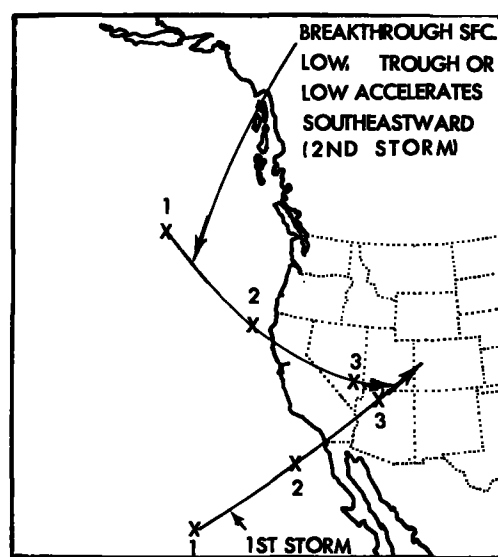 BREAKTHROUGH SFC.
LOW, TROUGH OR
LOW ACCELERATES
SOUTHEASTWARD
(2ND STORM)
1
2
3
3
2
1
1ST STORM